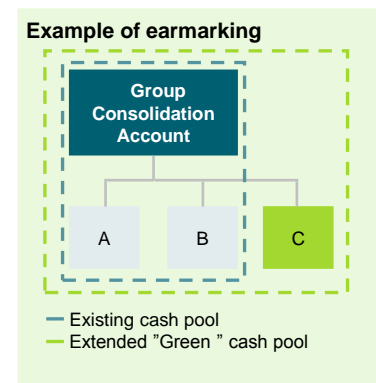 Example of earmarking
Group
Consolidation
Account
A B C
Existing cash pool
Extended ”Green ” cash pool